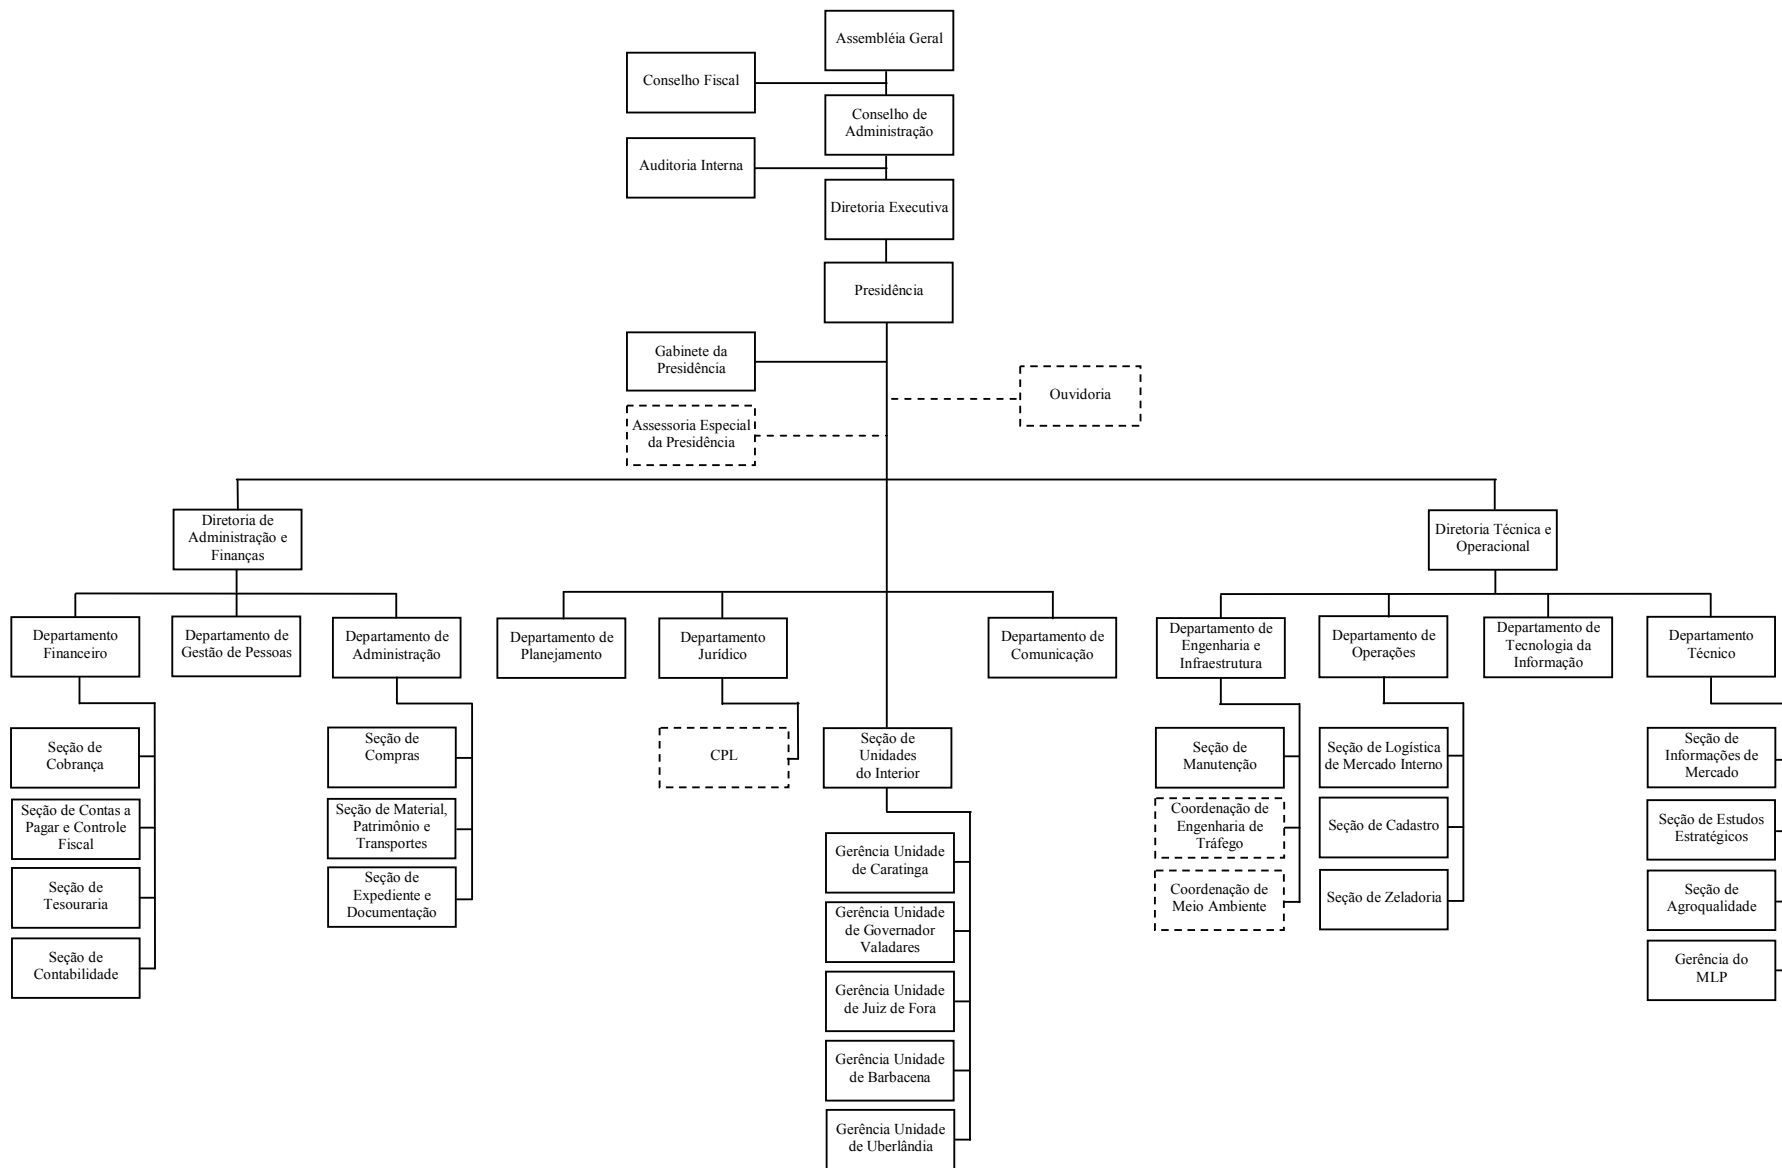 Assembléia Geral
Conselho Fiscal
Conselho de
Administração
Auditoria Interna
Diretoria Executiva
Presidência
Gabinete da
Presidência
Ouvidoria
Assessoria Especial
da Presidência
Diretoria de
Administração e
Finanças
Diretoria Técnica e
Operacional
Departamento
Financeiro
Departamento de
Gestão de Pessoas
Departamento de
Administração
Departamento de
Planejamento
Departamento
Jurídico
Departamento de
Comunicação
Departamento de
Engenharia e
Infraestrutura
Departamento de
Operações
Departamento de
Tecnologia da
Informação
Departamento
Técnico
Seção de
Cobrança
Seção de Contas a
Pagar e Controle
Fiscal
Seção de
Tesouraria
Seção de
Contabilidade
Seção de
Compras
Seção de Material,
Patrimônio e
Transportes
Seção de
Expediente e
Documentação
CPL
Seção de
Unidades
do Interior
Gerência Unidade
de Caratinga
Gerência Unidade
de Governador
Valadares
Gerência Unidade
de Juiz de Fora
Gerência Unidade
de Barbacena
Gerência Unidade
de Uberlândia
Seção de
Manutenção
Coordenação de
Engenharia de
Tráfego
Coordenação de
Meio Ambiente
Seção de Logística
de Mercado Interno
Seção de Cadastro
Seção de Zeladoria
Seção de
Informações de
Mercado
Seção de Estudos
Estratégicos
Seção de
Agroqualidade
Gerência do
MLP